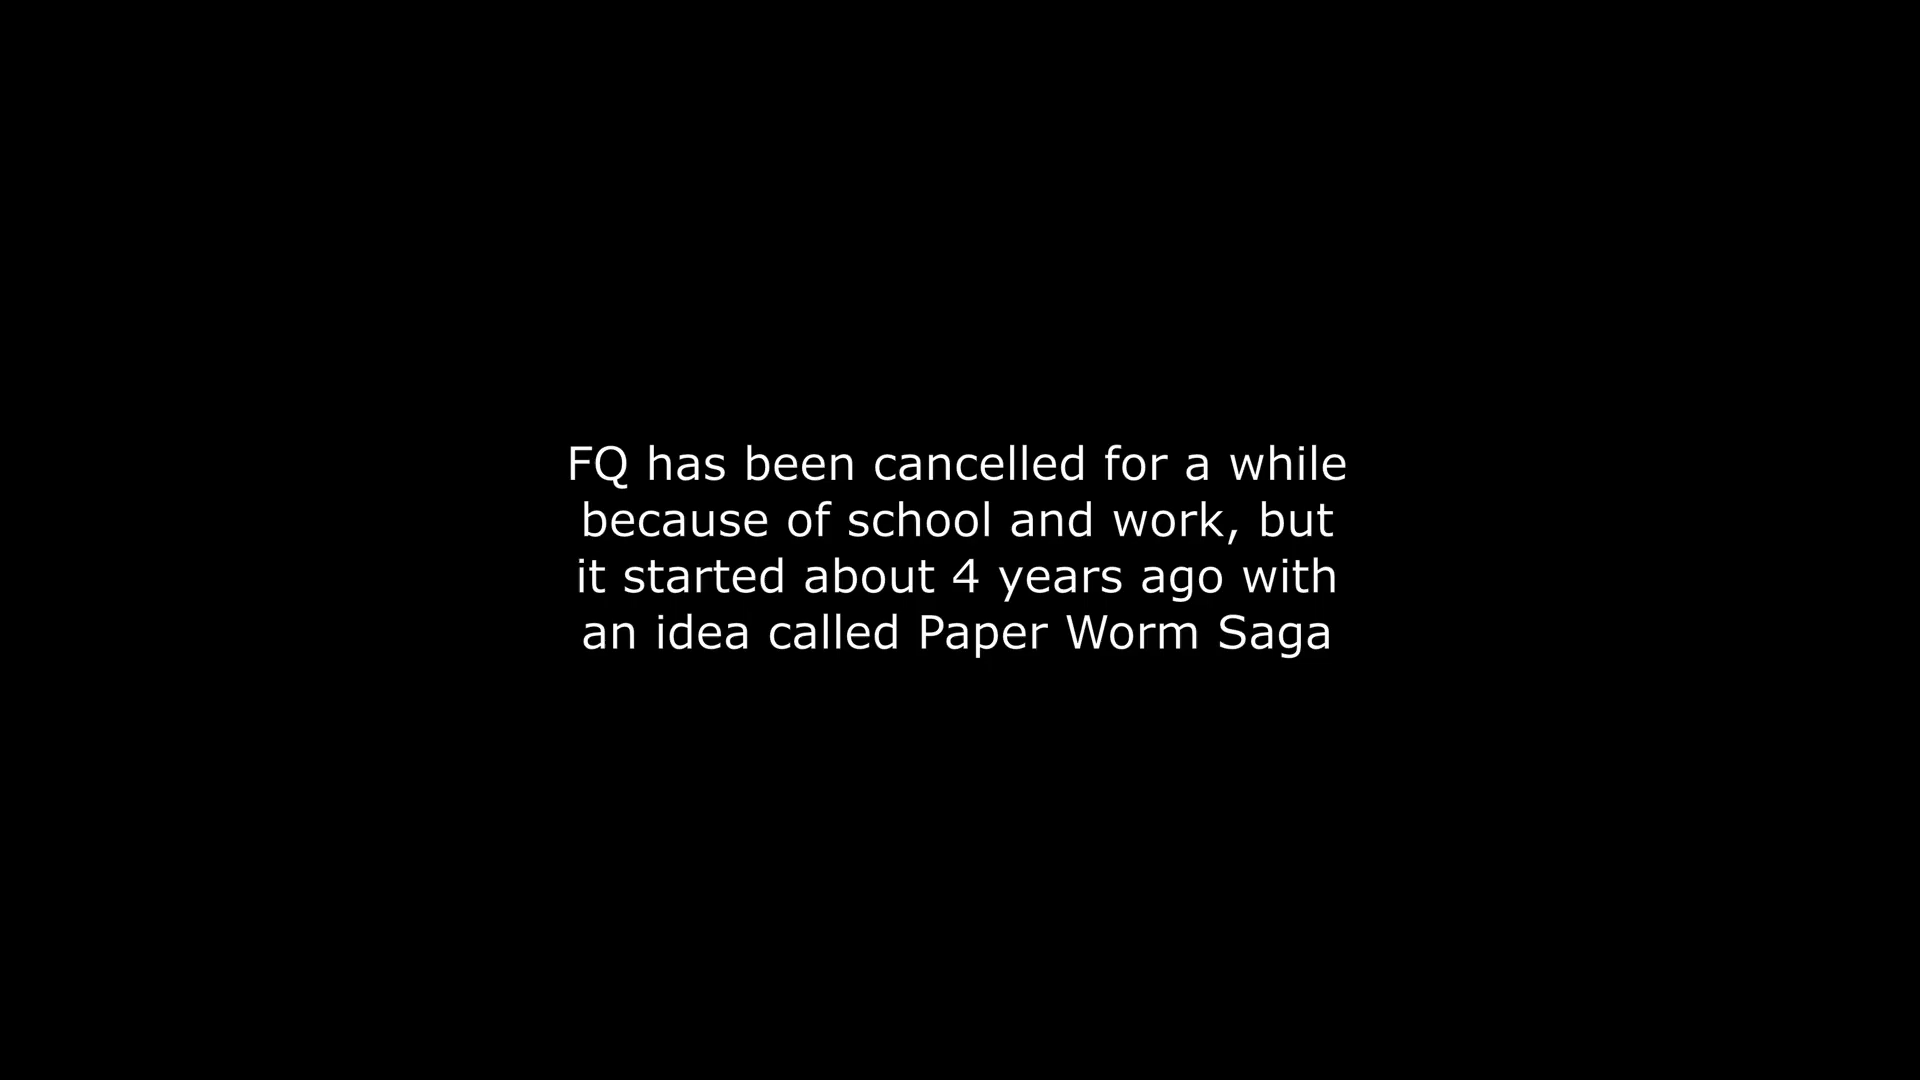 FQ has been cancelled for a while
because of school and work, but
it started about 4 years ago with
an idea called Paper Worm Saga